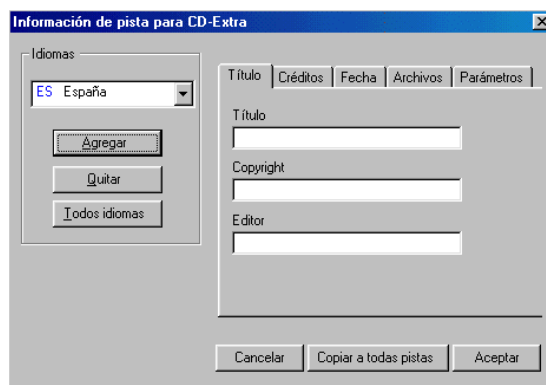 Información de pista para CD-Extra
Idiomas
ES España
Agregar
Quitar
Todos idiomas
Título Créditos Fecha Archivos Parámetros
Título
Copyright
Editor
Cancelar Copiar a todas pistas Aceptar